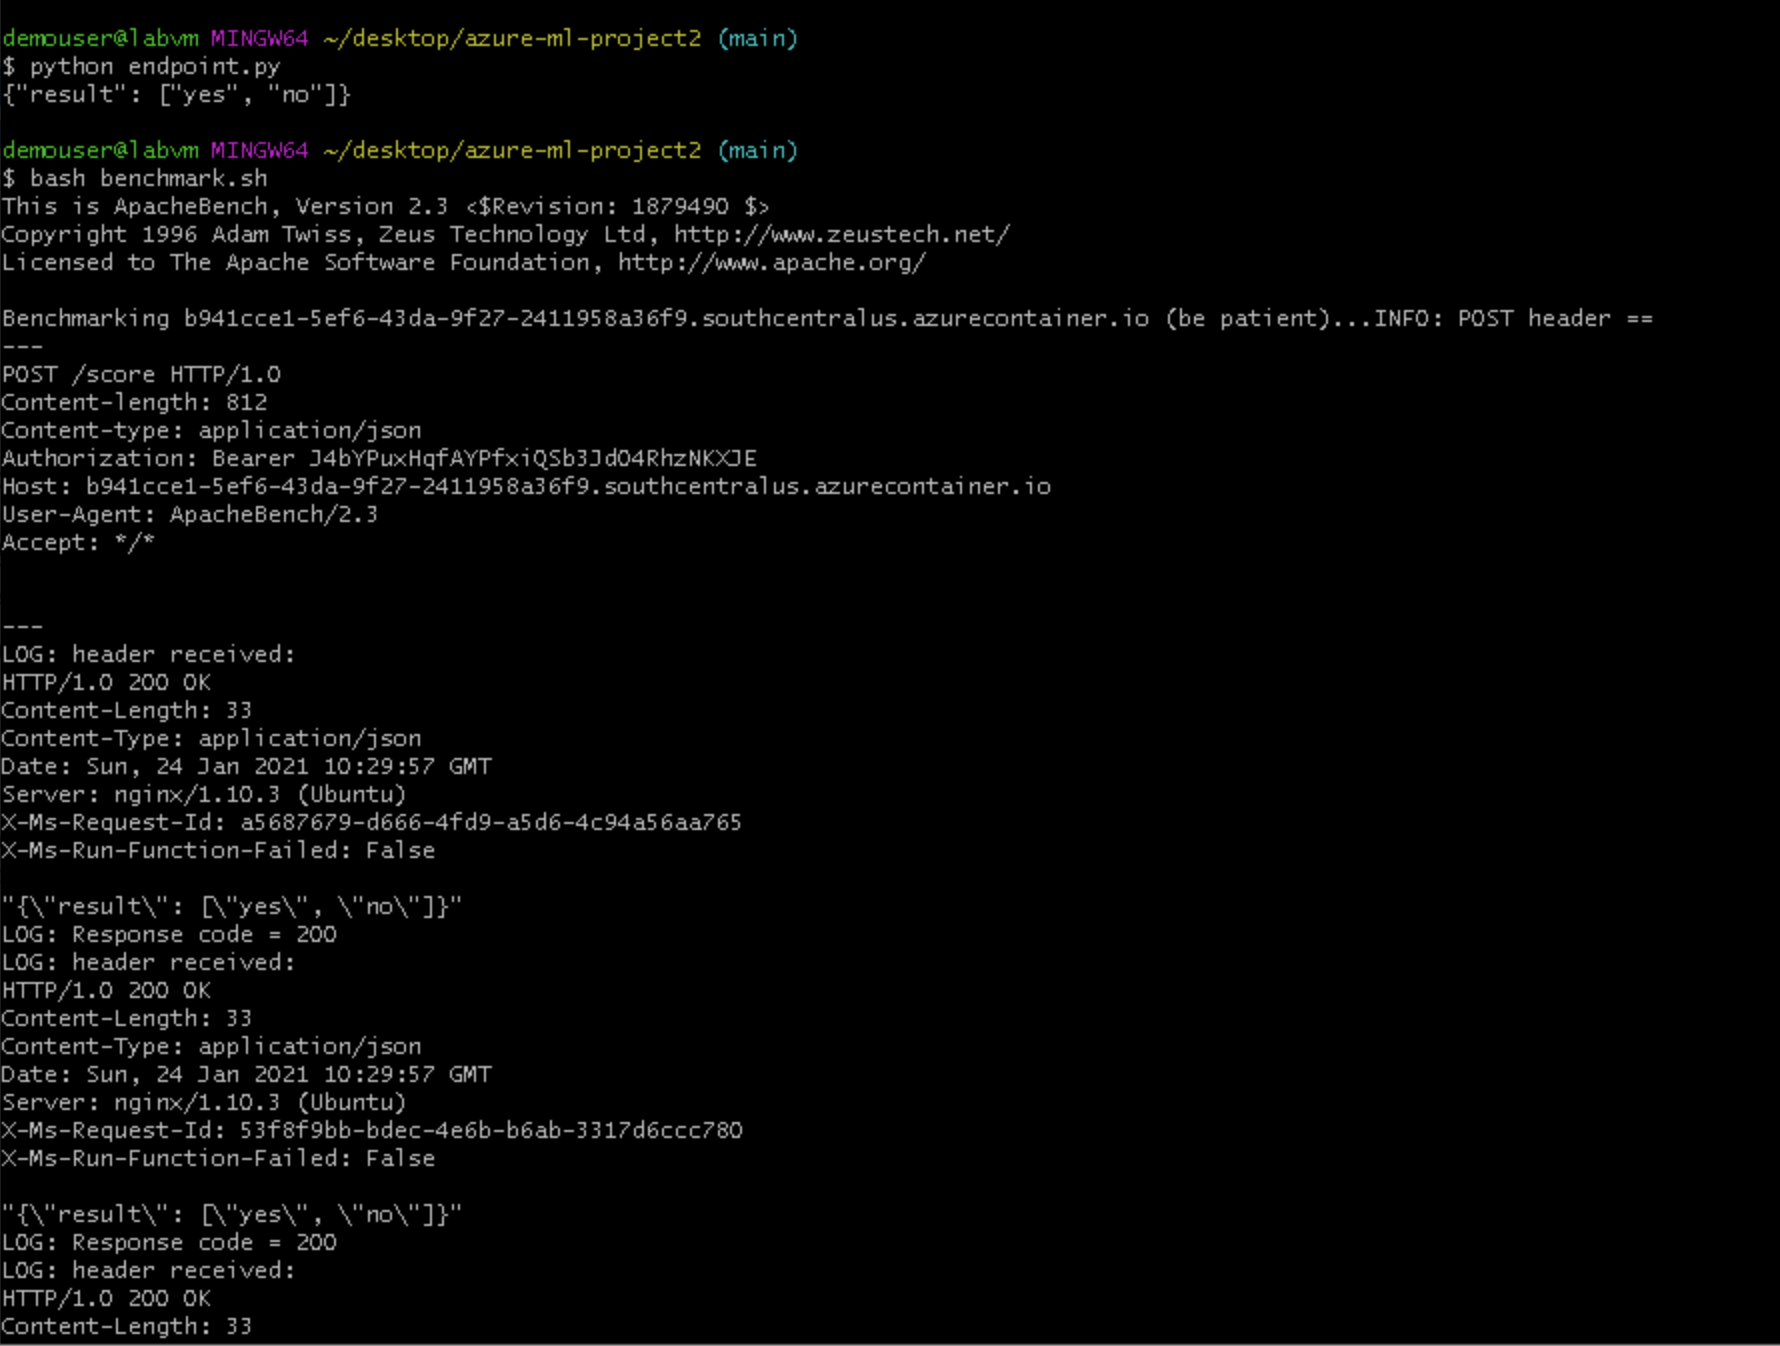 demouser@labvm MINGW64 ~/desktop/azure-ml-project2 (main)
$ python endpoint.py
{"result": ["yes", "no"]}
demouser@labvm MINGW64 ~/desktop/azure-ml-project2 (main)
$ bash benchmark.sh
This is ApacheBench, Version 2.3 <$Revision: 1879490 $>
Copyright 1996 Adam Twiss, Zeus Technology Ltd, http://www.zeustech.net/
Licensed to The Apache Software Foundation, http://www.apache.org/
Benchmarking b941cce1-5ef6-43da-9f27-2411958a36f9.southcentralus.azurecontainer.io (be patient)...INFO: POST header ==
---
POST /score HTTP/1.0
Content-length: 812
Content-type: application/json
Authorization: Bearer J4bYPuxHqfAYPfxiQSb3JdO4RhzNKXJE
Host: b941cce1-5ef6-43da-9f27-2411958a36f9.southcentralus.azurecontainer.io
User-Agent: ApacheBench/2.3
Accept: */*
---
LOG: header received:
HTTP/1.0 200 OK
Content-Length: 33
Content-Type: application/json
Date: Sun, 24 Jan 2021 10:29:57 GMT
Server: nginx/1.10.3 (Ubuntu)
X-Ms-Request-Id: a5687679-d666-4fd9-a5d6-4c94a56aa765
X-Ms-Run-Function-Failed: False
"{\"result\": [\"yes\", \"no\"]}"
LOG: Response code = 200
LOG: header received:
HTTP/1.0 200 OK
Content-Length: 33
Content-Type: application/json
Date: Sun, 24 Jan 2021 10:29:57 GMT
Server: nginx/1.10.3 (Ubuntu)
X-Ms-Request-Id: 53f8f9bb-bdec-4e6b-b6ab-3317d6ccc780
X-Ms-Run-Function-Failed: False
"{\"result\": [\"yes\", \"no\"]}"
LOG: Response code = 200
LOG: header received:
HTTP/1.0 200 OK
Content-Length: 33